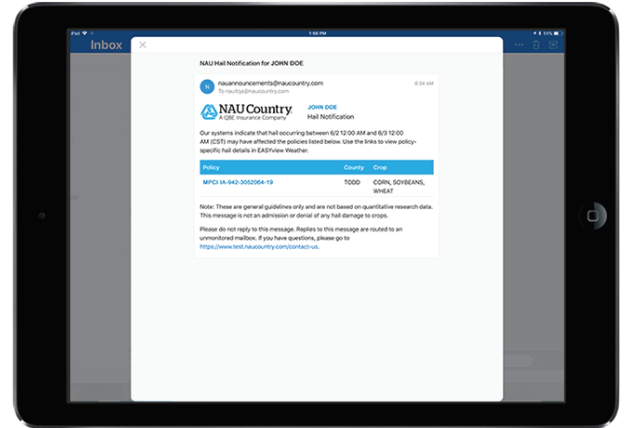 1:55 PM
Inbox
NAU Hail Notification for JOHN DOE
N
nauannouncements@naucountry.com
8:34 AM
NAU Country
A QBE Insurance Company
JOHN DOE
Hail Notification
Our systems indicate that hail occurring between 6/2 12:00 AM and 6/3 12:00
AM (CST) may have affected the policies listed below. Use the links to view policy-
specific hail details in EASYview Weather.
Policy County Crop
MPCI IA-942-3052064-19 TODD CORN, SOYBEANS,
WHEAT
Note: These are general guidelines only and are not based on quantitative research data.
This message is not an admission or denial of any hail damage to crops.
Please do not reply to this message. Replies to this message are routed to an
unmonitored mailbox. If you have questions, please go to
https://www.test.naucountry.com/contact-us.